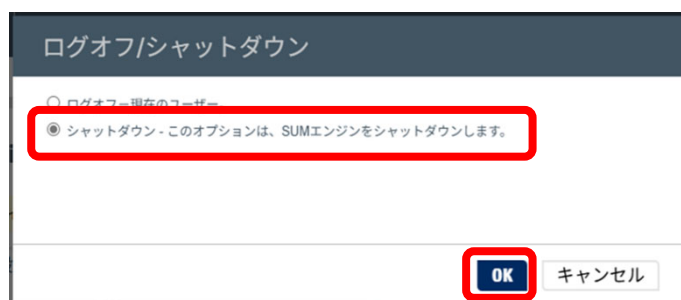 ログオフ/シャットダウン
ログオフ－現在のユーザー
シャットダウン - このオプションは、SUMエンジンをシャットダウンします。
OK キャンセル